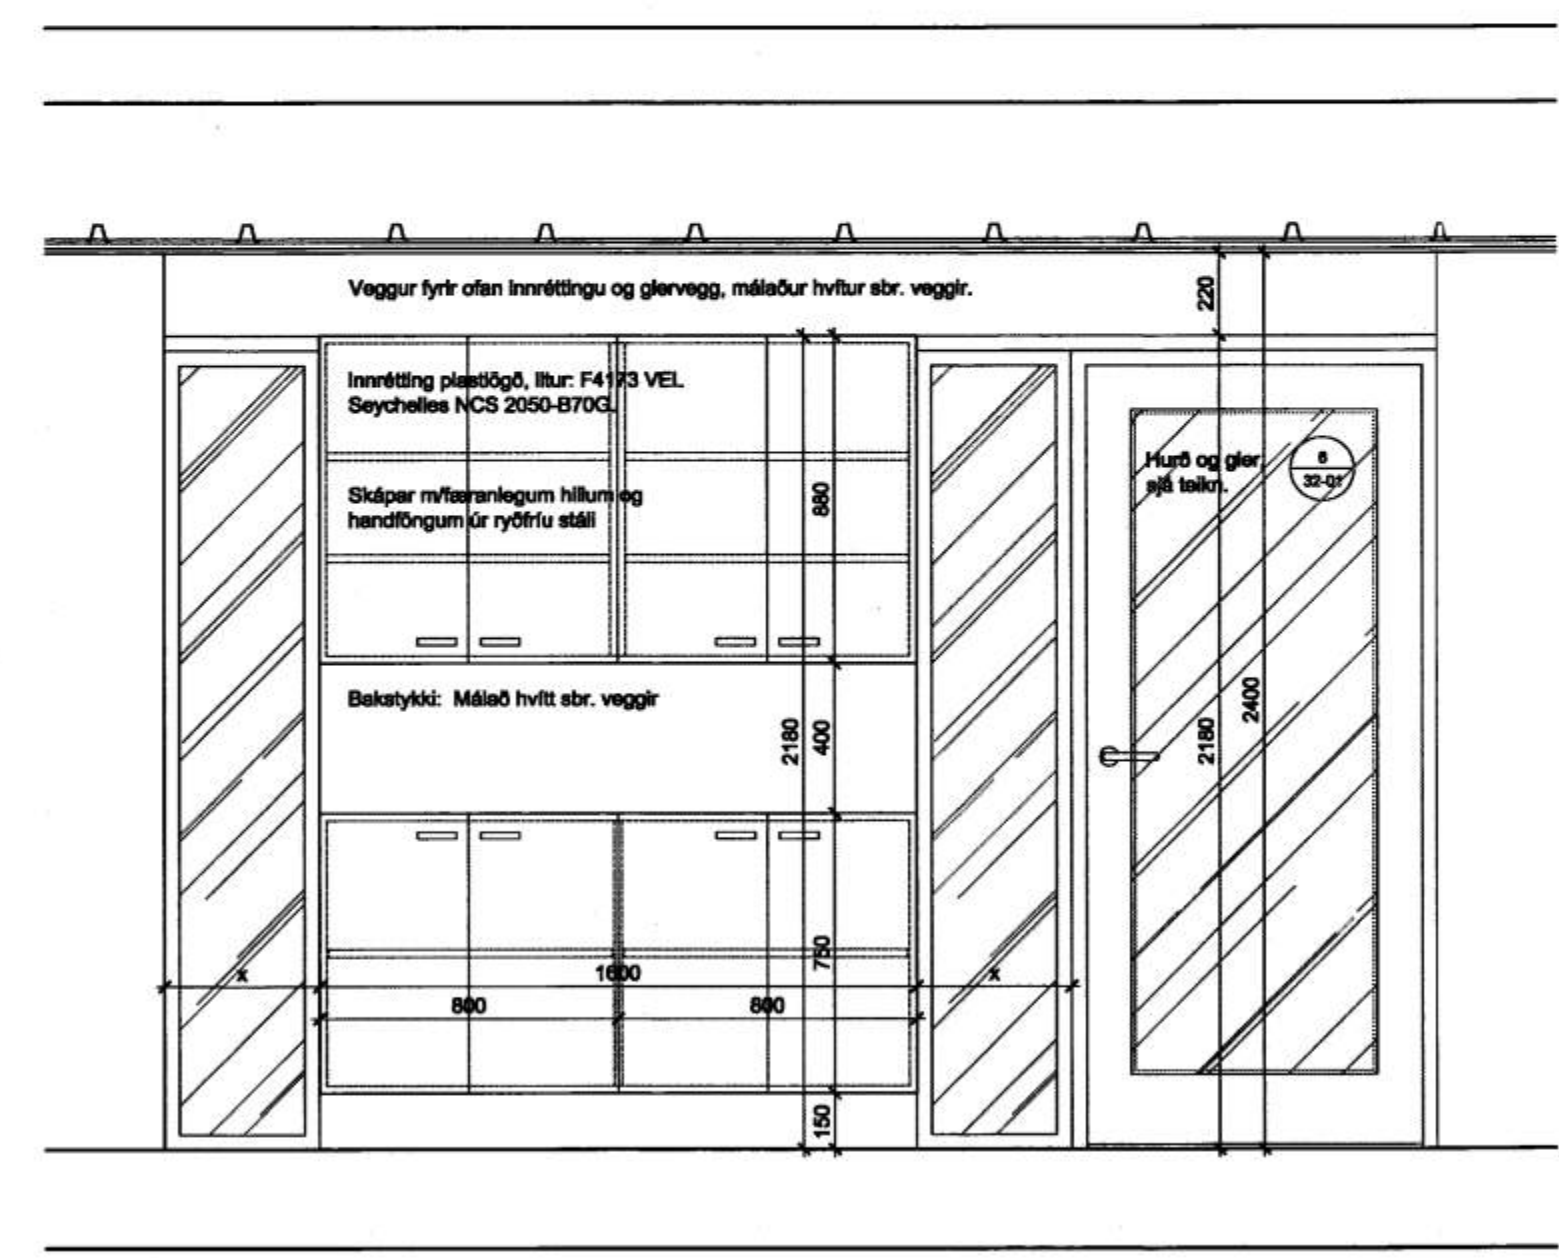 Veggur fyrir ofan innréttingu og glervegg, málaður hvítur sbr. veggir.
220
Innrétting plastlögð, litur: F4173 VEL
Seychelles NCS 2050-B70G.
Hurð og gler,
sjá teikn.
6
32-01
Skápar m/færanlegum hillum og
handföngum úr ryðfríu stáli
880
Bakstykki: Málað hvítt sbr. veggir
2180
400
2180
2400
750
x
1600
x
800
800
150